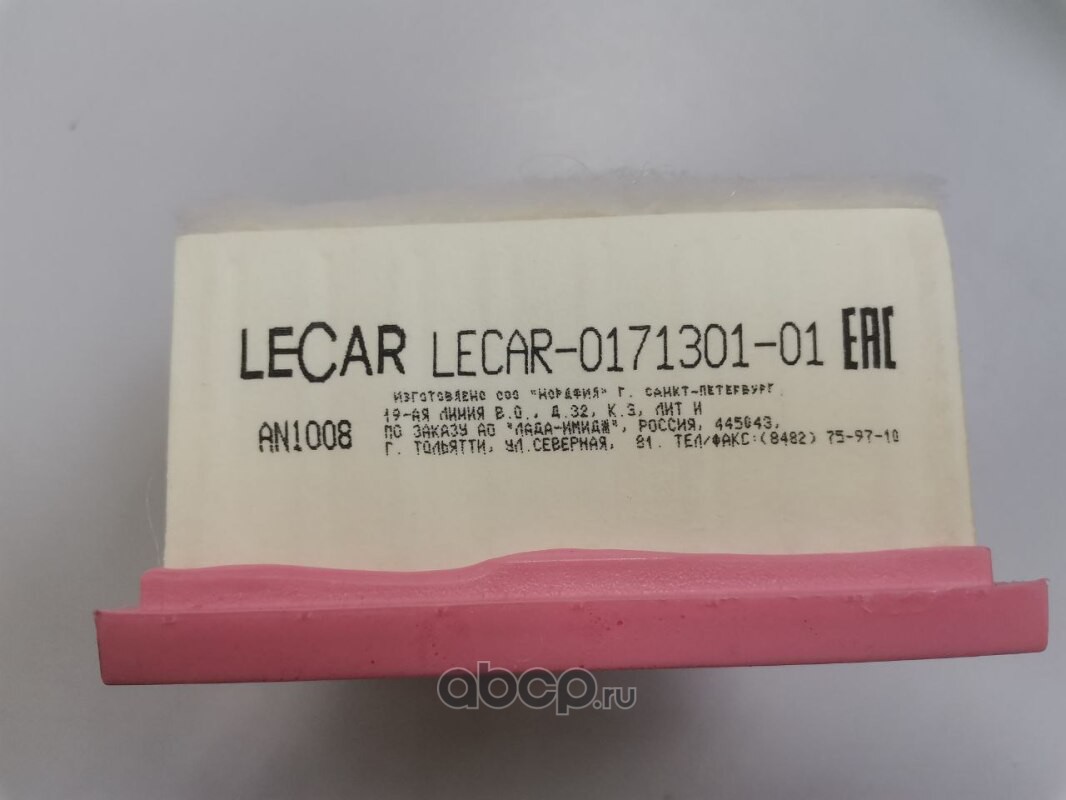 LECAR LECAR-0171301-01 EAC
AN1008
ИЗГОТОВЛЕНО ООО "НОРДФИЛ" Г. САНКТ-ПЕТЕРБУРГ,
19-АЯ ЛИНИЯ В.О., Д.32, К.3, ЛИТ И
ПО ЗАКАЗУ АО "ЛАДА-ИМИДЖ", РОССИЯ, 445043,
Г. ТОЛЬЯТТИ, УЛ.СЕВЕРНАЯ, 81. ТЕЛ/ФАКС:(8482) 75-97-10
abcp.ru